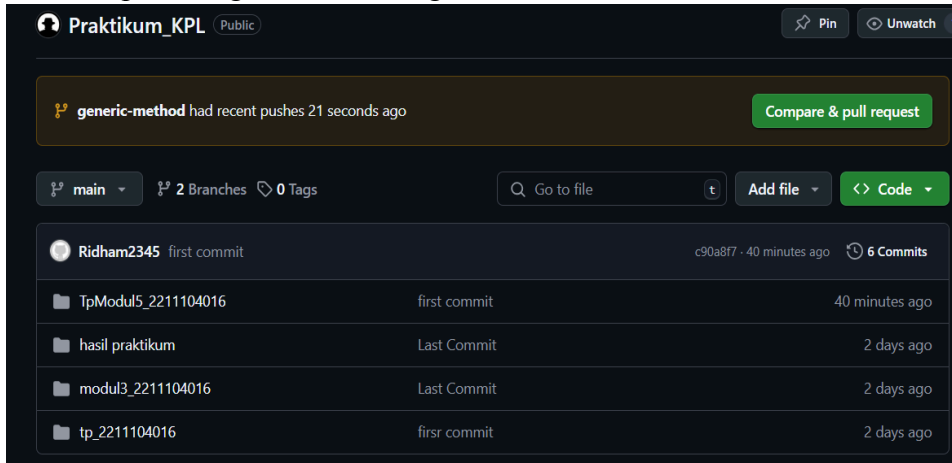 Praktikum_KPL Public Pin Unwatch
generic-method had recent pushes 21 seconds ago Compare & pull request
main 2 Branches 0 Tags Go to file t Add file Code
Ridham2345 first commit c90a8f7 · 40 minutes ago 6 Commits
TpModul5_2211104016 first commit 40 minutes ago
hasil praktikum Last Commit 2 days ago
modul3_2211104016 Last Commit 2 days ago
tp_2211104016 firsr commit 2 days ago